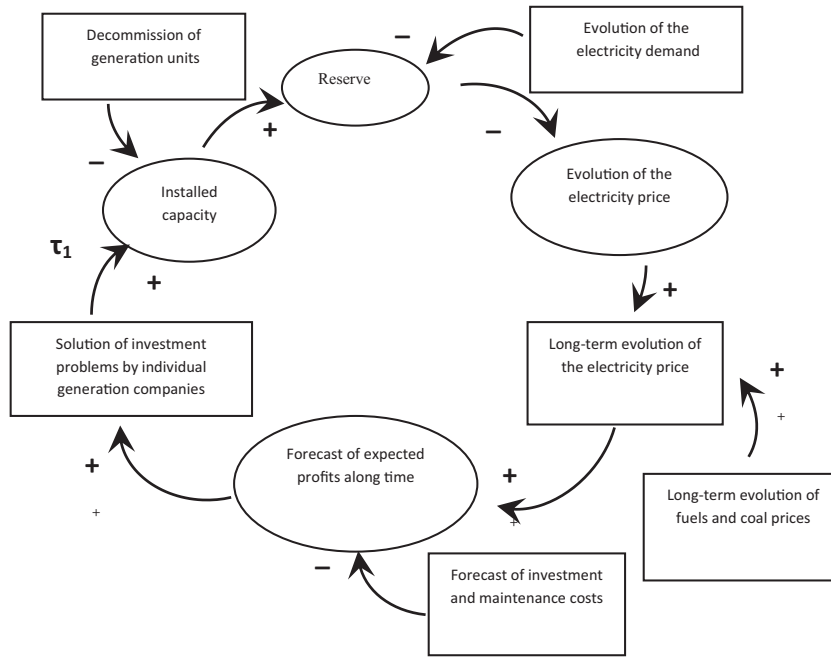 Decommission of
generation units
–
Reserve
Evolution of the
electricity demand
–
+
–
–
Installed
capacity
Evolution of the
electricity price
τ1
+
+
Solution of investment
problems by individual
generation companies
Long-term evolution of
the electricity price
+
+
Forecast of expected
profits along time
+
+
+
+
Long-term evolution of
fuels and coal prices
–
Forecast of investment
and maintenance costs